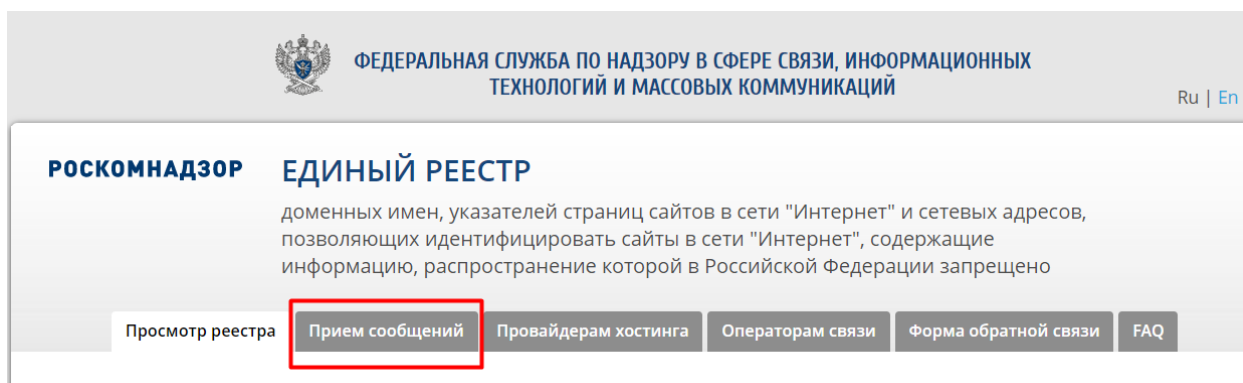 ФЕДЕРАЛЬНАЯ СЛУЖБА ПО НАДЗОРУ В СФЕРЕ СВЯЗИ, ИНФОРМАЦИОННЫХ
ТЕХНОЛОГИЙ И МАССОВЫХ КОММУНИКАЦИЙ
Ru | En
РОСКОМНАДЗОР
ЕДИНЫЙ РЕЕСТР
доменных имен, указателей страниц сайтов в сети "Интернет" и сетевых адресов,
позволяющих идентифицировать сайты в сети "Интернет", содержащие
информацию, распространение которой в Российской Федерации запрещено
Просмотр реестра Прием сообщений Провайдерам хостинга Операторам связи Форма обратной связи FAQ